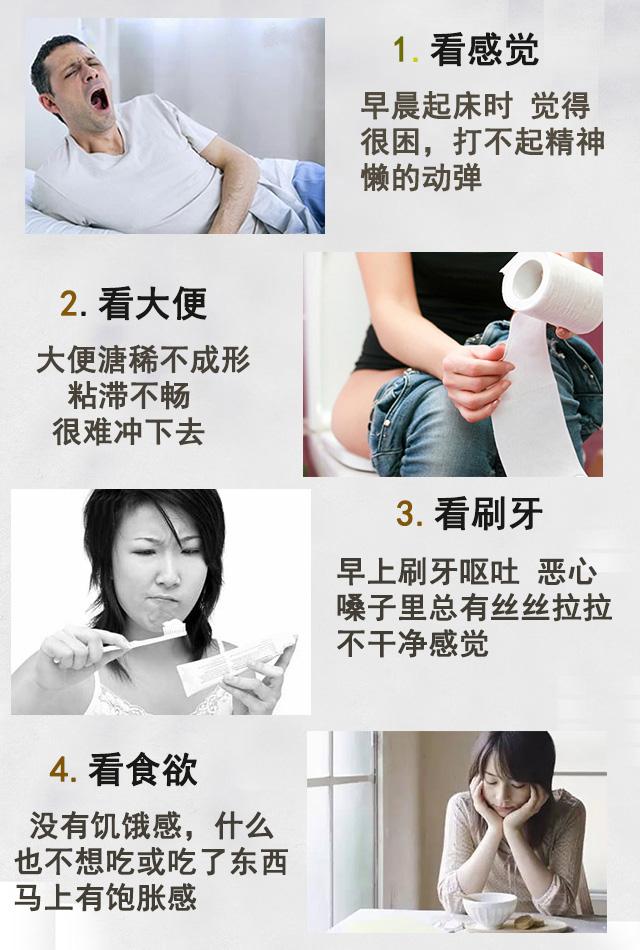 1.看感觉
早晨起床时 觉得
很困，打不起精神
懒的动弹
2.看大便
大便溏稀不成形
粘滞不畅
很难冲下去
3.看刷牙
早上刷牙呕吐 恶心
嗓子里总有丝丝拉拉
不干净感觉
4.看食欲
没有饥饿感，什么
也不想吃或吃了东西
马上有饱胀感